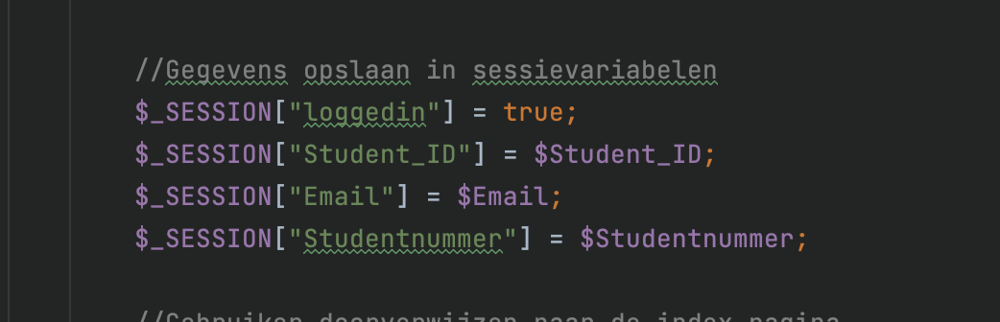 //Gegevens opslaan in sessievariabelen
$_SESSION["loggedin"] = true;
$_SESSION["Student_ID"] = $Student_ID;
$_SESSION["Email"] = $Email;
$_SESSION["Studentnummer"] = $Studentnummer;
//Gebruiker doorverwijzen naar de index pagina